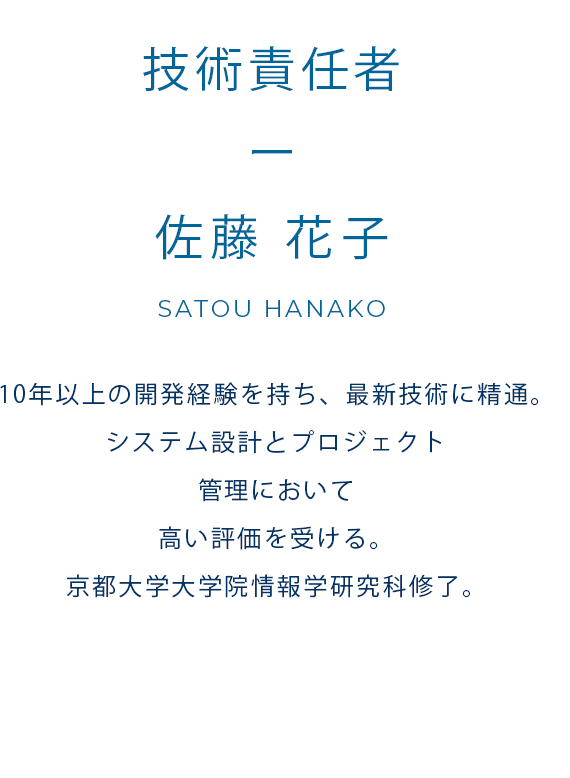 技術責任者
佐藤 花子
SATOU HANAKO
10年以上の開発経験を持ち、最新技術に精通。
システム設計とプロジェクト
管理において
高い評価を受ける。
京都大学大学院情報学研究科修了。